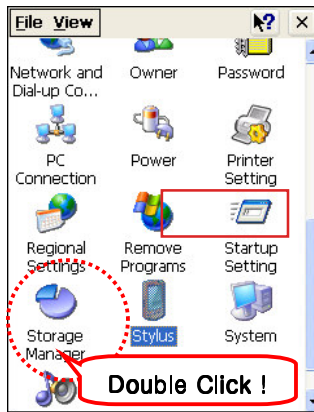 File View
Network and
Dial-up Co...
Owner
Password
PC
Connection
Power
Printer
Setting
Regional
Settings
Remove
Programs
Startup
Setting
Storage
Manager
Stylus
System
Double Click !